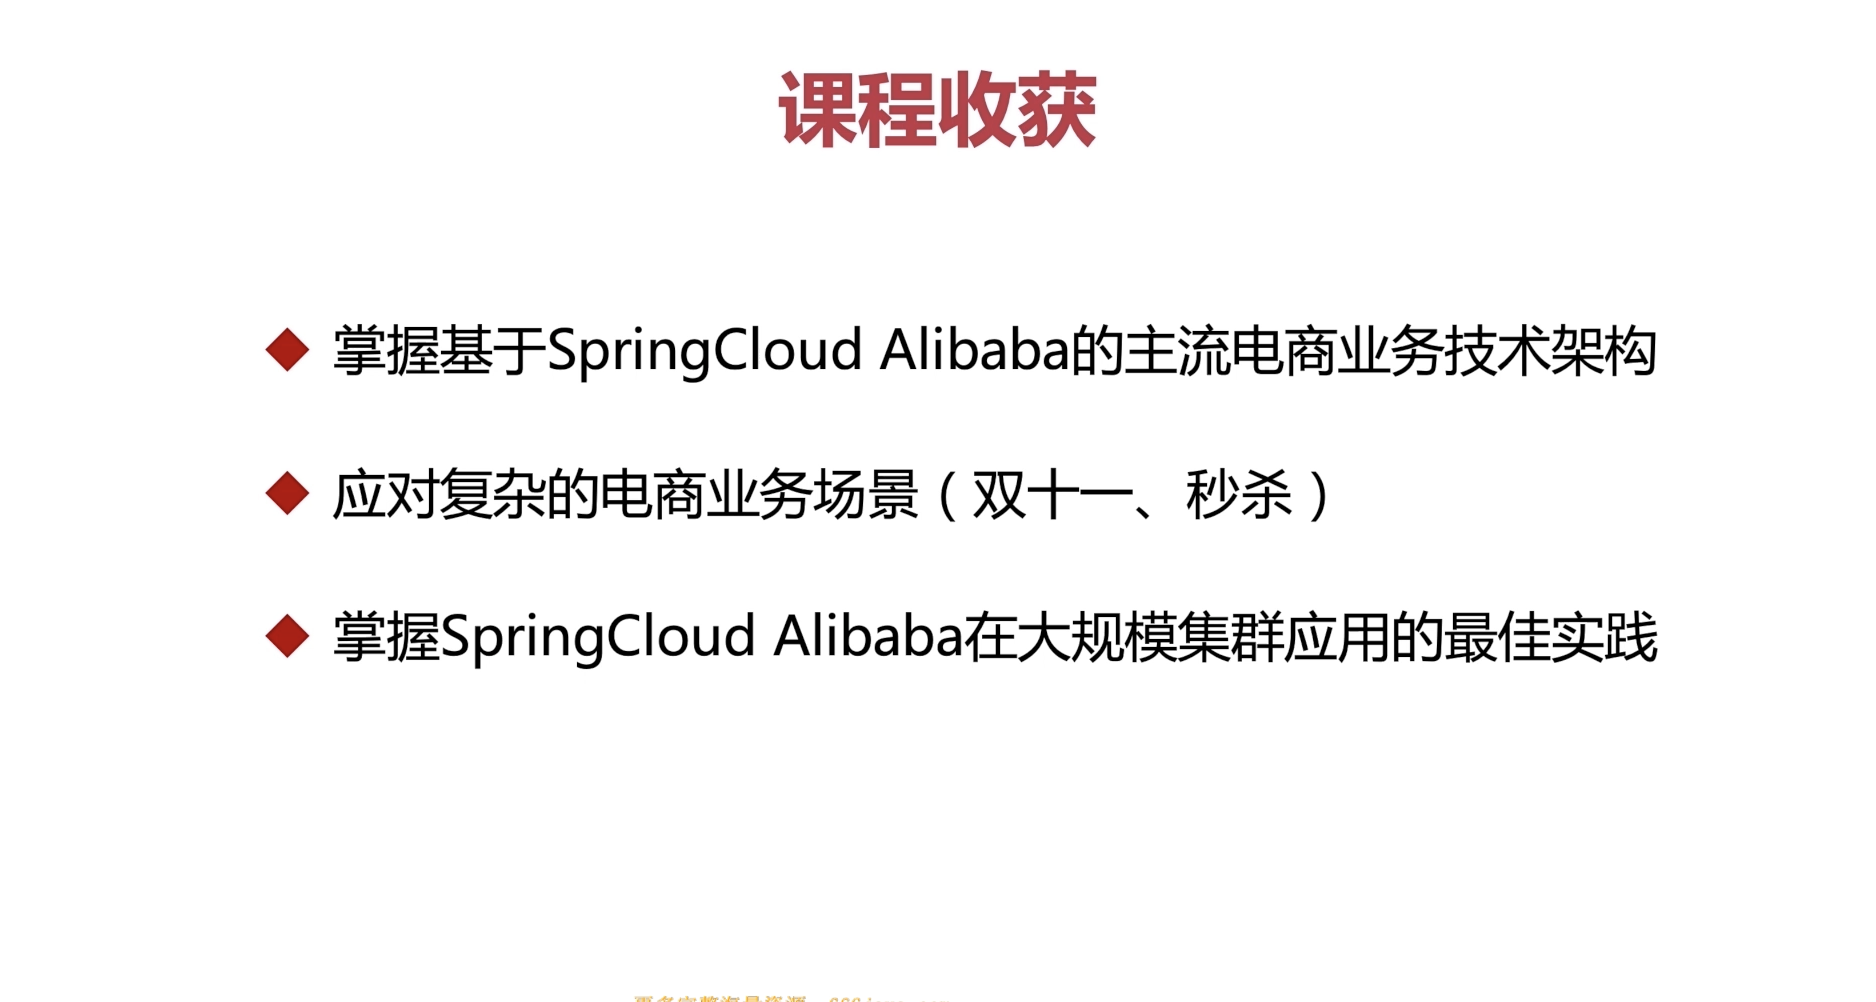 课程收获
掌握基于SpringCloud Alibaba的主流电商业务技术架构
应对复杂的电商业务场景（双十一、秒杀）
掌握SpringCloud Alibaba在大规模集群应用的最佳实践